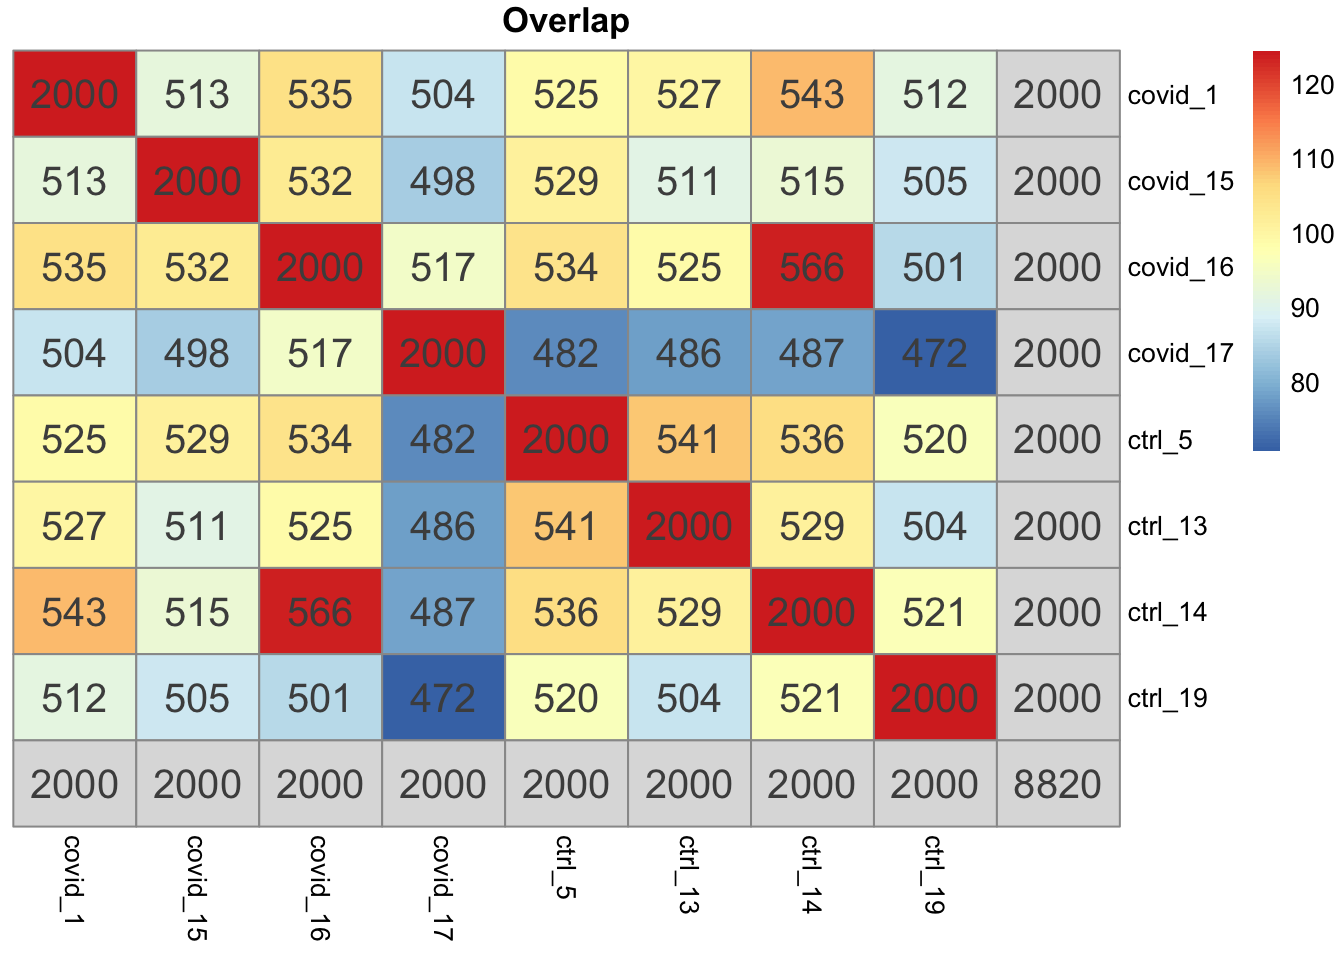 Overlap
2000 513 535 504 525 527 543 512 2000 covid_1
513 2000 532 498 529 511 515 505 2000 covid_15
535 532 2000 517 534 525 566 501 2000 covid_16
504 498 517 2000 482 486 487 472 2000 covid_17
525 529 534 482 2000 541 536 520 2000 ctrl_5
527 511 525 486 541 2000 529 504 2000 ctrl_13
543 515 566 487 536 529 2000 521 2000 ctrl_14
512 505 501 472 520 504 521 2000 2000 ctrl_19
2000 2000 2000 2000 2000 2000 2000 2000 8820
covid_1 covid_15 covid_16 covid_17 ctrl_5 ctrl_13 ctrl_14 ctrl_19
120
110
100
90
80